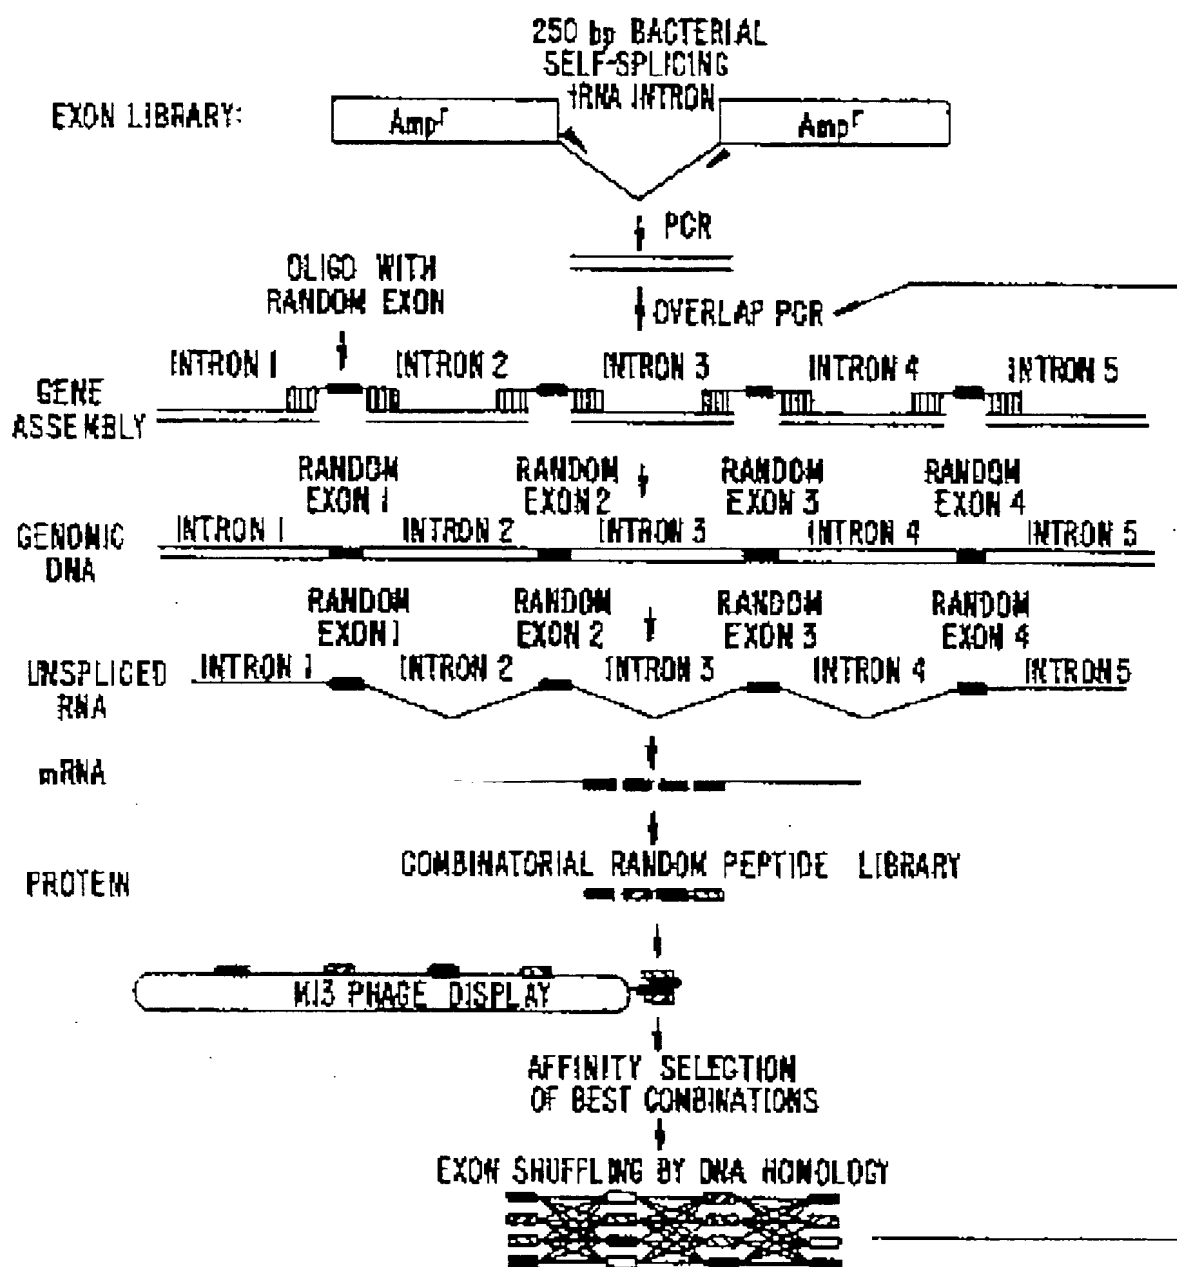 250 bp BACTERIAL
SELF-SPLICING
tRNA INTRON
EXON LIBRARY:
Ampr
Ampr
PCR
OLIGO WITH
RANDOM EXON
OVERLAP PCR
INTRON 1
INTRON 2
INTRON 3
INTRON 4
INTRON 5
GENE
ASSEMBLY
RANDOM
EXON 1
RANDOM
EXON 2
RANDOM
EXON 3
RANDOM
EXON 4
GENOMIC
DNA
INTRON 1
INTRON 2
INTRON 3
INTRON 4
INTRON 5
RANDOM
EXON 1
RANDOM
EXON 2
RANDOM
EXON 3
RANDOM
EXON 4
UNSPLICED
RNA
INTRON 1
INTRON 2
INTRON 3
INTRON 4
INTRON 5
mRNA
PROTEIN
COMBINATORIAL RANDOM PEPTIDE LIBRARY
M13 PHAGE DISPLAY
AFFINITY SELECTION
OF BEST COMBINATIONS
EXON SHUFFLING BY DNA HOMOLOGY